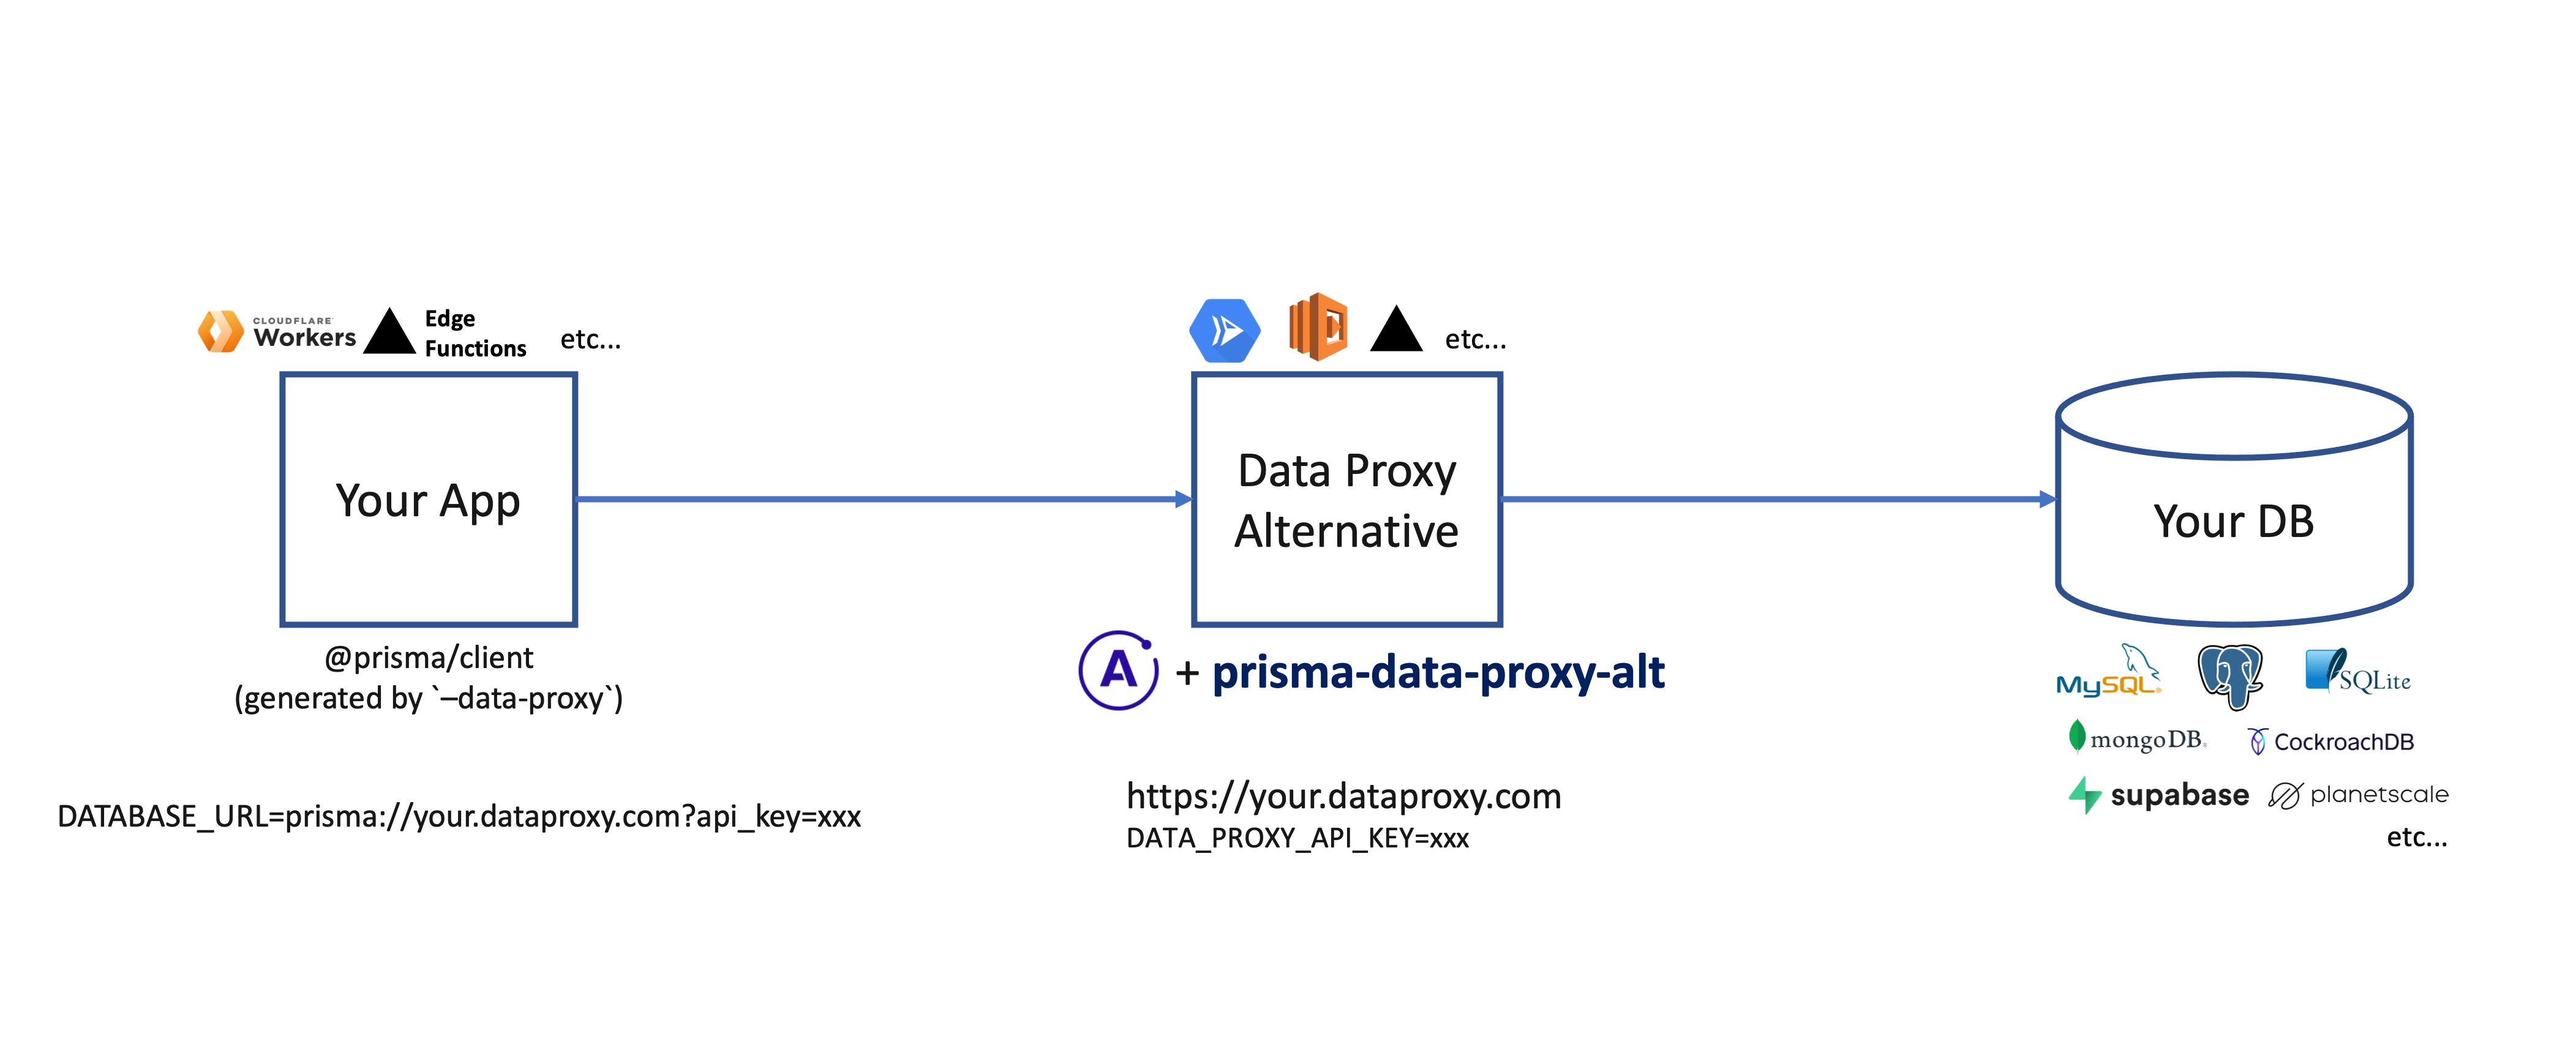 CLOUDFLARE
Workers
Edge
Functions
etc...
Your App
@prisma/client
(generated by `–data-proxy`)
DATABASE_URL=prisma://your.dataproxy.com?api_key=xxx
etc...
Data Proxy
Alternative
A + prisma-data-proxy-alt
https://your.dataproxy.com
DATA_PROXY_API_KEY=xxx
Your DB
MySQL SQLite
mongoDB CockroachDB
supabase planetscale
etc...